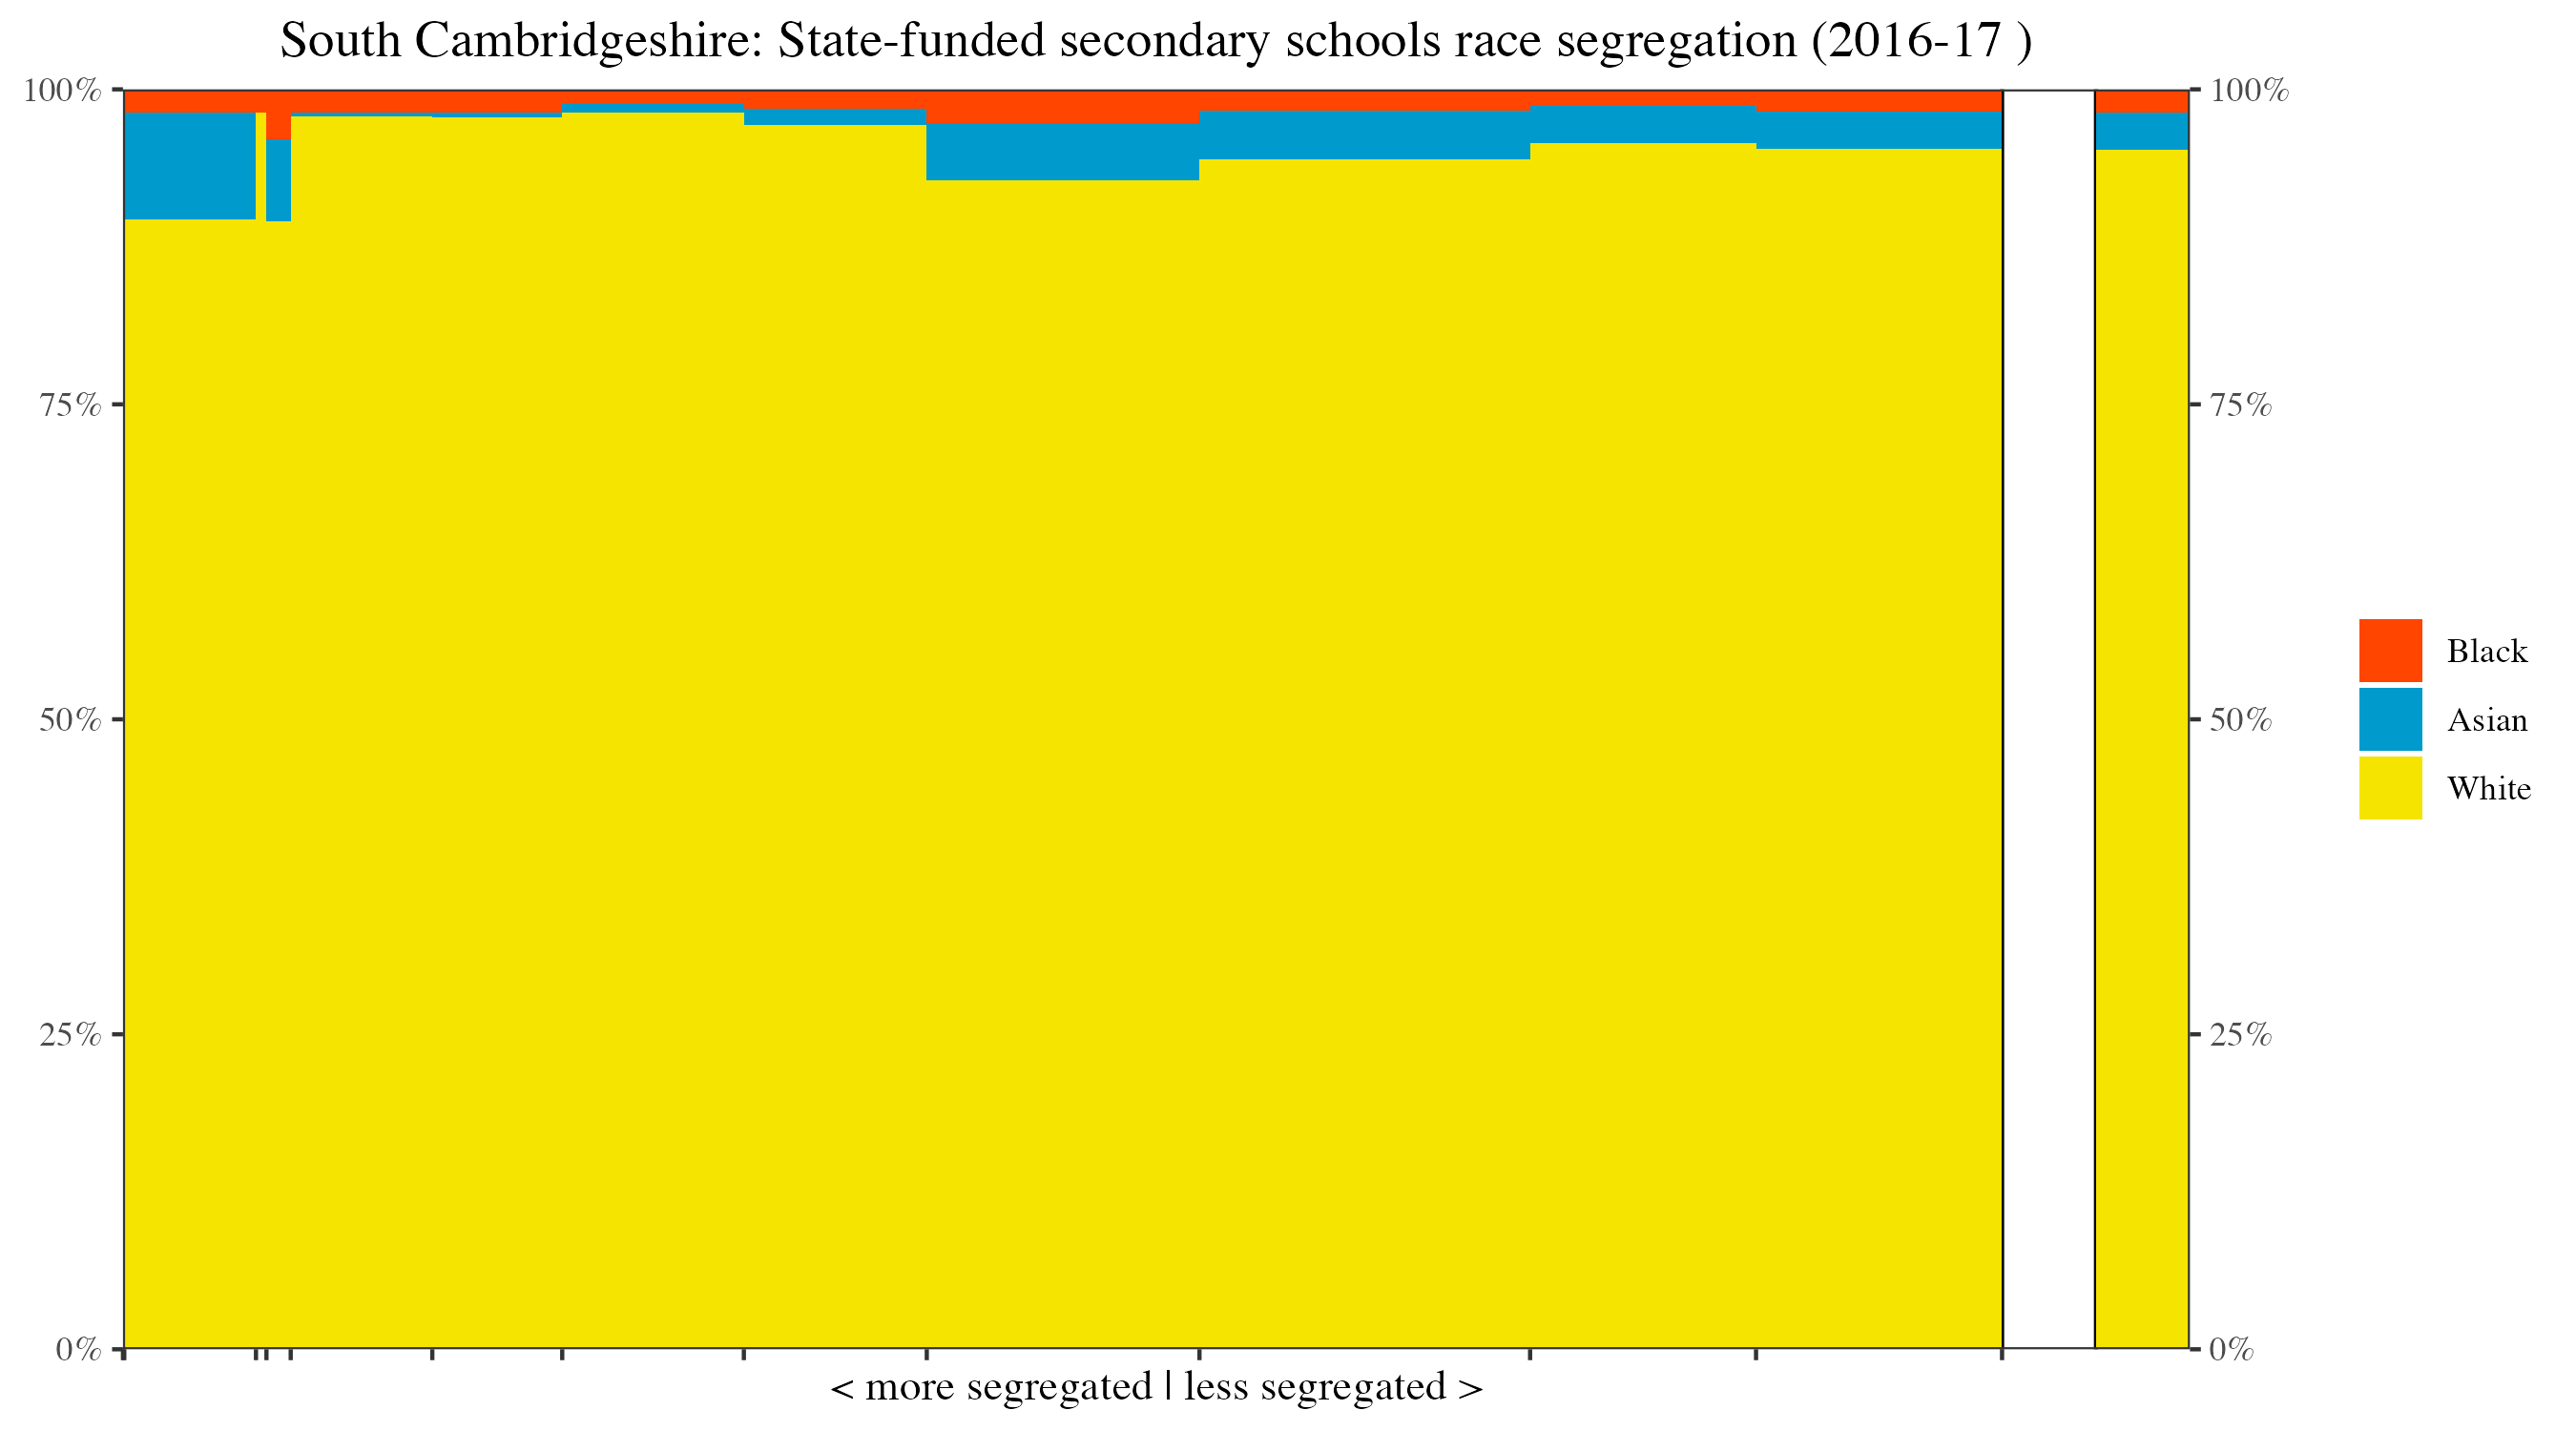 South Cambridgeshire: State-funded secondary schools race segregation (2016-17 )
100%
75%
50%
25%
0%
100%
75%
50%
25%
0%
< more segregated | less segregated >
Black
Asian
White